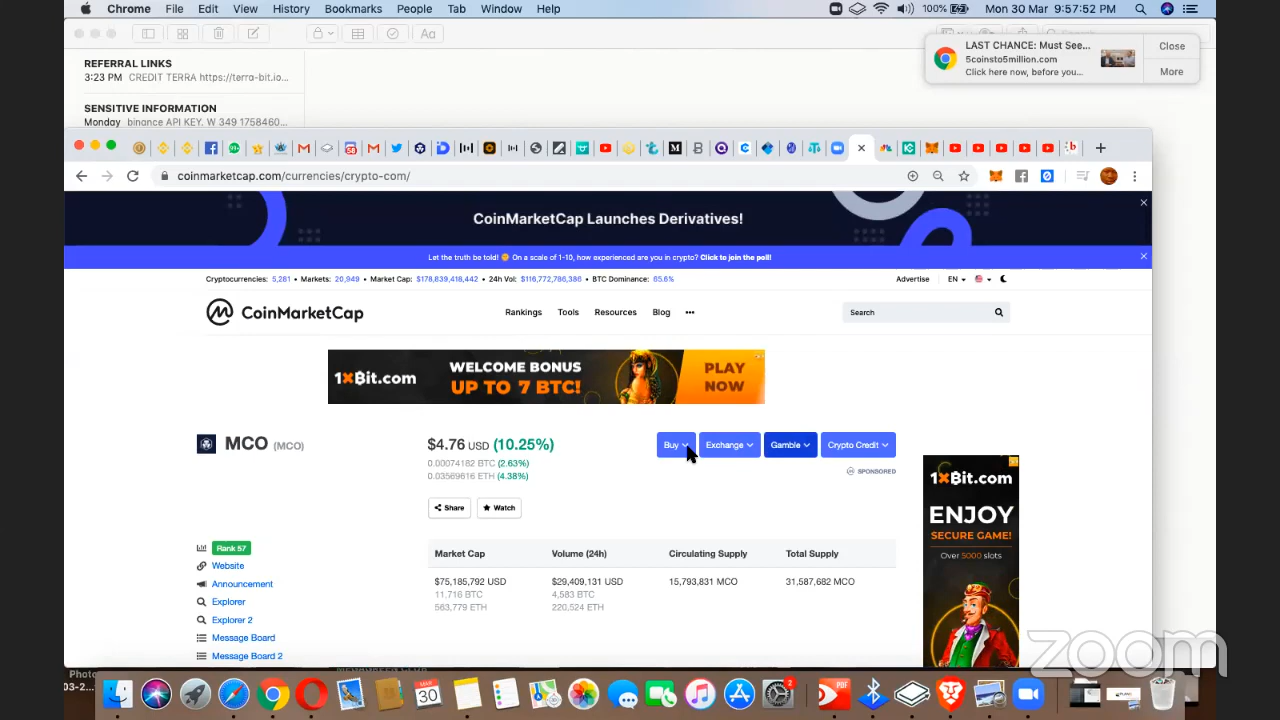 Chrome File Edit View History Bookmarks People Tab Window Help
100% Mon 30 Mar 9:57:52 PM
Aa
REFERRAL LINKS
3:23 PM CREDIT TERRA https://terra-bit.io...
SENSITIVE INFORMATION
Monday binance API KEY. W 349 1758460...
LAST CHANCE: Must See...
5coinsto5million.com
Click here now, before you...
Close
More
coinmarketcap.com/currencies/crypto-com/
CoinMarketCap Launches Derivatives!
Let the truth be told! On a scale of 1-10, how experienced are you in crypto? Click to join the poll!
Cryptocurrencies: 5,281 • Markets: 20,949 • Market Cap: $178,839,418,442 • 24h Vol: $116,772,786,386 • BTC Dominance: 65.6%
Advertise EN
CoinMarketCap
Rankings Tools Resources Blog •••
Search
1xBit.com
WELCOME BONUS
UP TO 7 BTC!
PLAY
NOW
MCO (MCO)
$4.76 USD (10.25%)
0.00074182 BTC (2.63%)
0.03569616 ETH (4.38%)
Buy Exchange Gamble Crypto Credit
SPONSORED
Share Watch
Rank 57
Website
Announcement
Explorer
Explorer 2
Message Board
Message Board 2
Market Cap Volume (24h) Circulating Supply Total Supply
$75,185,792 USD $29,409,131 USD 15,793,831 MCO 31,587,682 MCO
11,716 BTC 4,583 BTC
563,779 ETH 220,524 ETH
1xBit.com
ENJOY
SECURE GAME!
Over 5000 slots
zoom
Photo
03-2...
30
2
PDF